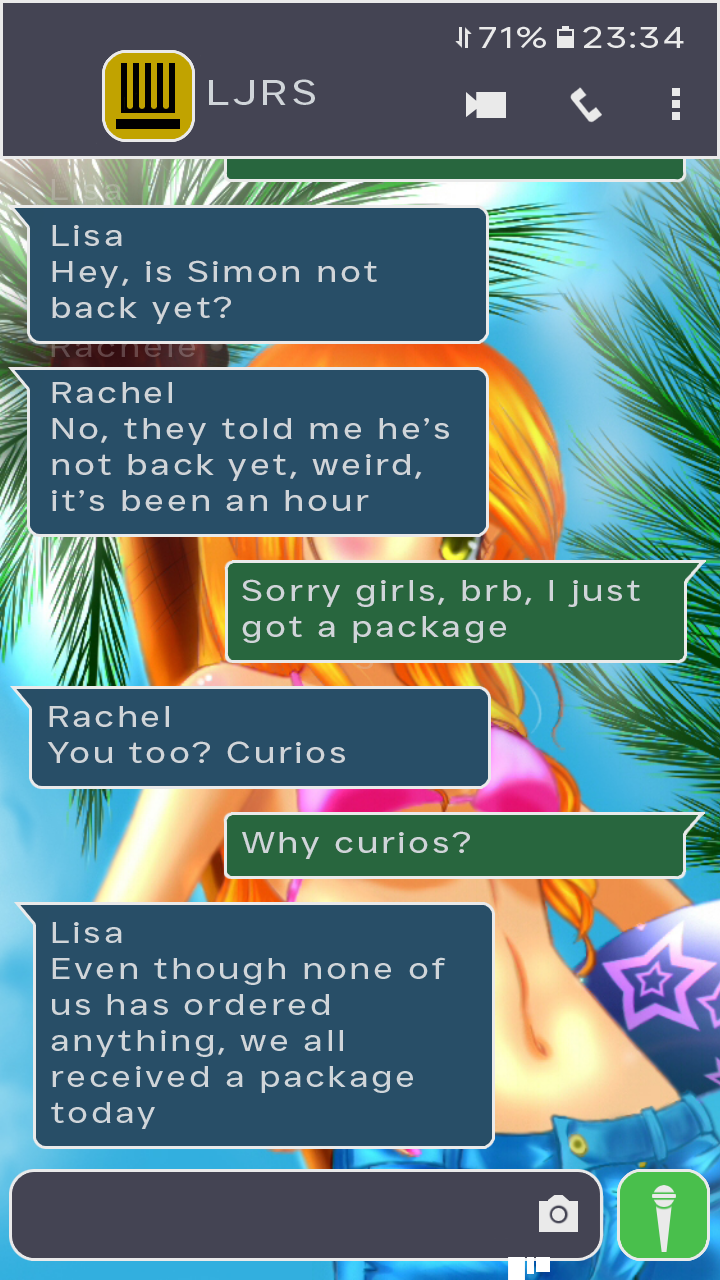 71% 23:34
LJRS
Lisa
Lisa
Hey, is Simon not
back yet?
Rachele
Rachel
No, they told me he's
not back yet, weird,
it's been an hour
Sorry girls, brb, I just
got a package
Rachel
You too? Curios
Why curios?
Lisa
Even though none of
us has ordered
anything, we all
received a package
today